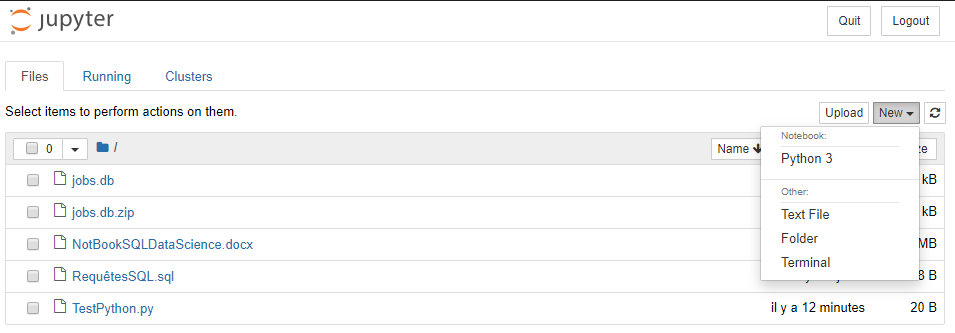 jupyter
Quit Logout
Files Running Clusters
Select items to perform actions on them.
Upload New
0 / Name ze
Notebook:
Python 3
Other:
Text File
Folder
Terminal
jobs.db kB
jobs.db.zip kB
NotBookSQLDataScience.docx MB
RequêtesSQL.sql 8 B
TestPython.py il y a 12 minutes 20 B